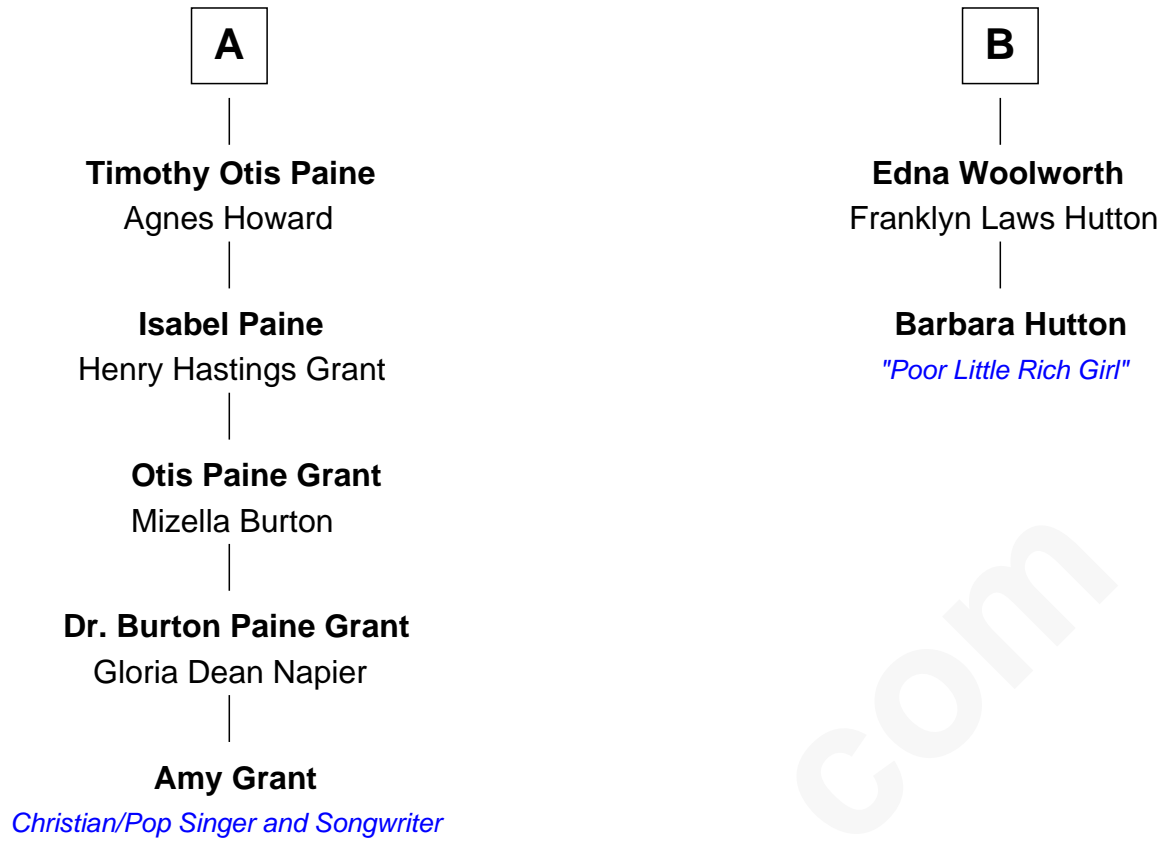 A
Timothy Otis Paine
Agnes Howard
Isabel Paine
Henry Hastings Grant
Otis Paine Grant
Mizella Burton
Dr. Burton Paine Grant
Gloria Dean Napier
Amy Grant
Christian/Pop Singer and Songwriter
B
Edna Woolworth
Franklyn Laws Hutton
Barbara Hutton
"Poor Little Rich Girl"
com